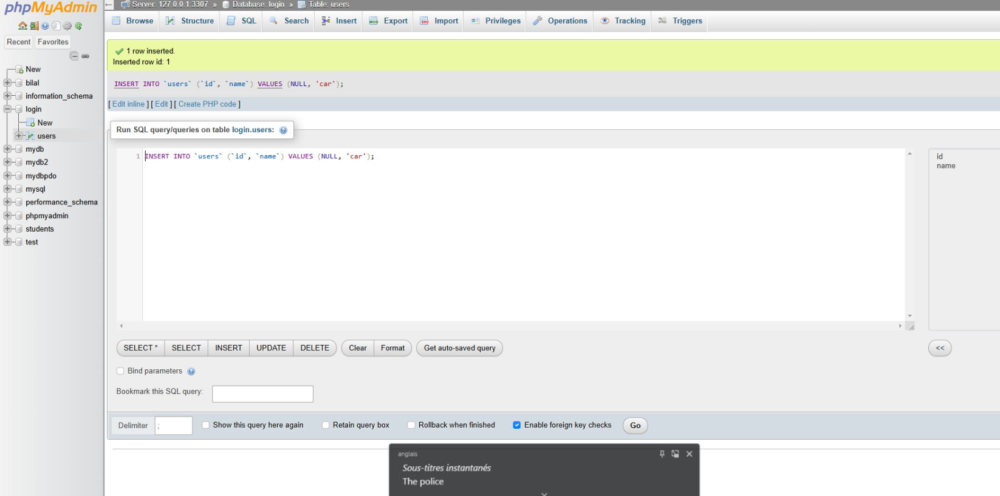 phpMyAdmin
Server: 127.0.0.1:3307 » Database: login » Table: users
Browse Structure SQL Search Insert Export Import Privileges Operations Tracking Triggers
Recent Favorites
New
bilal
information_schema
login
New
users
mydb
mydb2
mydbpdo
mysql
performance_schema
phpmyadmin
students
test
1 row inserted.
Inserted row id: 1
INSERT INTO `users` (`id`, `name`) VALUES (NULL, 'car');
[ Edit inline ] [ Edit ] [ Create PHP code ]
Run SQL query/queries on table login.users:
1 INSERT INTO `users` (`id`, `name`) VALUES (NULL, 'car');
id
name
SELECT * SELECT INSERT UPDATE DELETE Clear Format Get auto-saved query <<
Bind parameters
Bookmark this SQL query:
Delimiter ; Show this query here again Retain query box Rollback when finished Enable foreign key checks Go
anglais
Sous-titres instantanés
The police